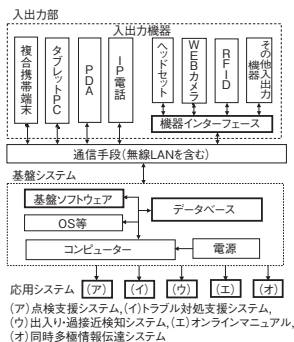 入出力部
入出力機器
複合携帯端末
タブレットPC
PDA
IP電話
ヘッドセット
WEBカメラ
RFID
その他入出力機器
機器インターフェース
通信手段(無線LANを含む)
基盤システム
基盤ソフトウェア
データベース
OS等
コンピューター
電源
応用システム (ア) (イ) (ウ) (エ) (オ)
(ア)点検支援システム,(イ)トラブル対処支援システム,
(ウ)出入り・過接近検知システム,(エ)オンラインマニュアル,
(オ)同時多極情報伝達システム